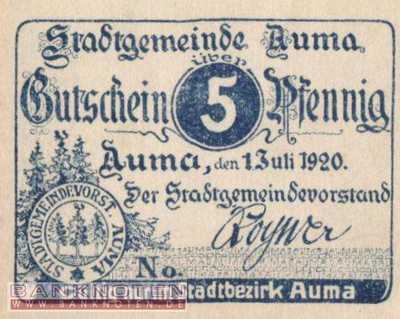 Stadtgemeinde Auma
über
Gutschein 5 Pfennig
Auma, den 1. Juli 1920.
Der Stadtgemeindevorstand
STADTGEMEINDEVORST. AUMA
No.
Stadtbezirk Auma
BANKNOTEN